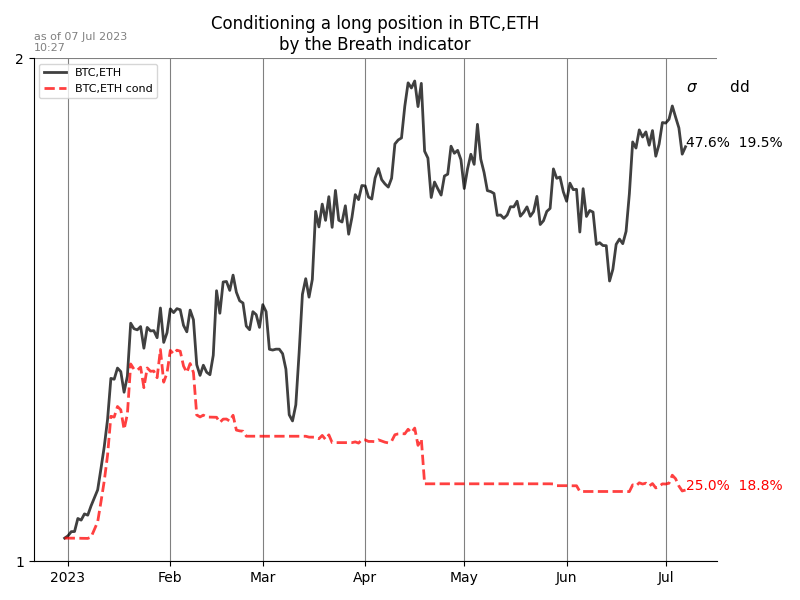 Conditioning a long position in BTC,ETH
by the Breath indicator
as of 07 Jul 2023
10:27
2
BTC,ETH
BTC,ETH cond
σ dd
47.6% 19.5%
25.0% 18.8%
1
2023 Feb Mar Apr May Jun Jul